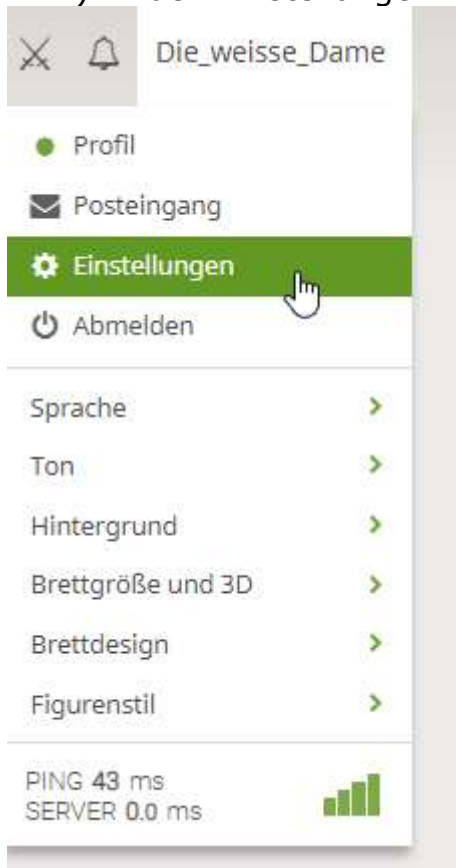 Die_weisse_Dame
Profil
Posteingang
Einstellungen
Abmelden
Sprache
Ton
Hintergrund
Brettgröße und 3D
Brettdesign
Figurenstil
PING 43 ms
SERVER 0.0 ms